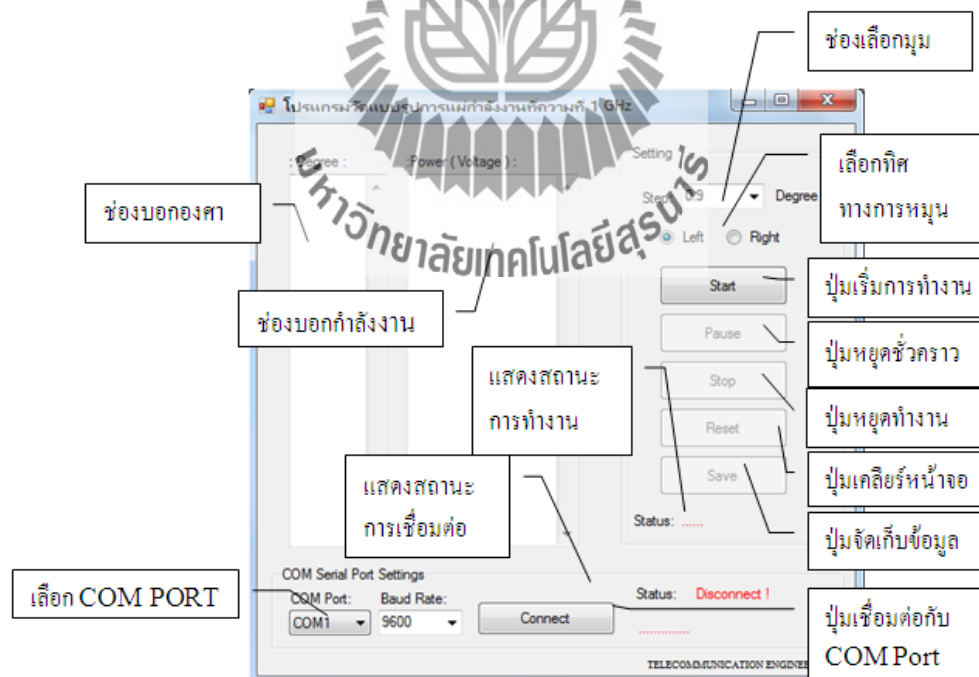 ช่องเลือกมุม
โปรแกรมวัดแบบรูปการแผ่กำลังงานที่ความถี่ 1 GHz
: Degree :
:Power ( Voltage ) :
Setting
Step: 0.9 Degree
Left Right
เลือกทิศ
ทางการหมุน
ช่องบอกองศา
มหาวิทยาลัยเทคโนโลยีสุรนารี
Start
ปุ่มเริ่มการทำงาน
ช่องบอกกำลังงาน
Pause
ปุ่มหยุดชั่วคราว
แสดงสถานะ
การทำงาน
Stop
ปุ่มหยุดทำงาน
Reset
ปุ่มเคลียร์หน้าจอ
Save
แสดงสถานะ
การเชื่อมต่อ
Status: ......
ปุ่มจัดเก็บข้อมูล
COM Serial Port Settings
เลือก COM PORT
COM Port: Baud Rate:
COM1 9600
Connect
Status: Disconnect !
..............
ปุ่มเชื่อมต่อกับ
COM Port
TELECOMMUNICATION